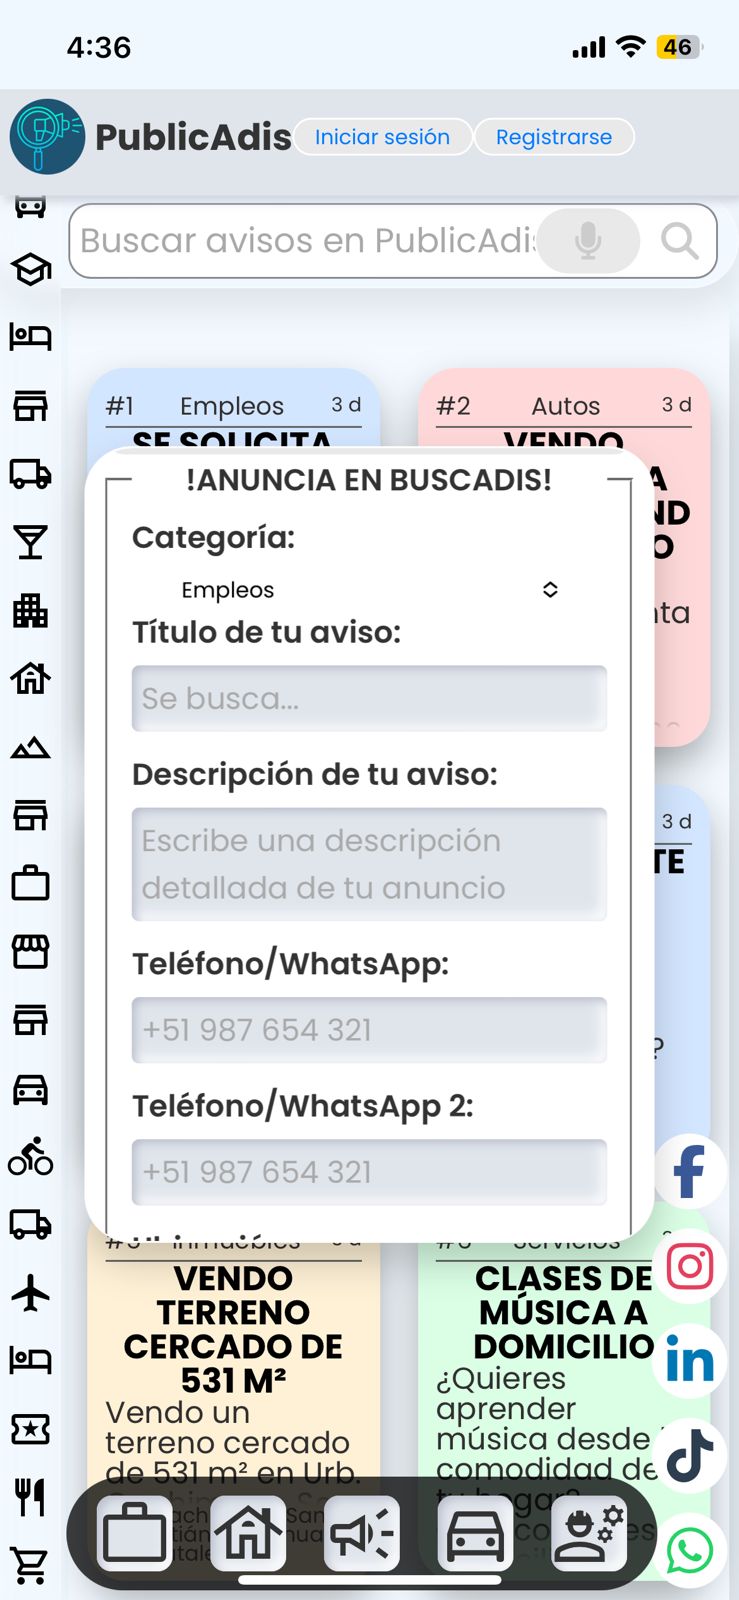 4:36
46
PublicAdis
Iniciar sesión
Registrarse
Buscar avisos en PublicAdis
#1 Empleos 3 d
#2 Autos 3 d
SE SOLICITA
VENDO
!ANUNCIA EN BUSCADIS!
Categoría:
Empleos
Título de tu aviso:
Se busca...
Descripción de tu aviso:
3 d
Escribe una descripción
detallada de tu anuncio
Teléfono/WhatsApp:
+51 987 654 321
?
Teléfono/WhatsApp 2:
+51 987 654 321
Inmuebles
Servicios
VENDO
TERRENO
CERCADO DE
531 M²
Vendo un
terreno cercado
de 531 m² en Urb.
CLASES DE
MÚSICA A
DOMICILIO
¿Quieres
aprender
música desde
comodidad de
tu hogar?